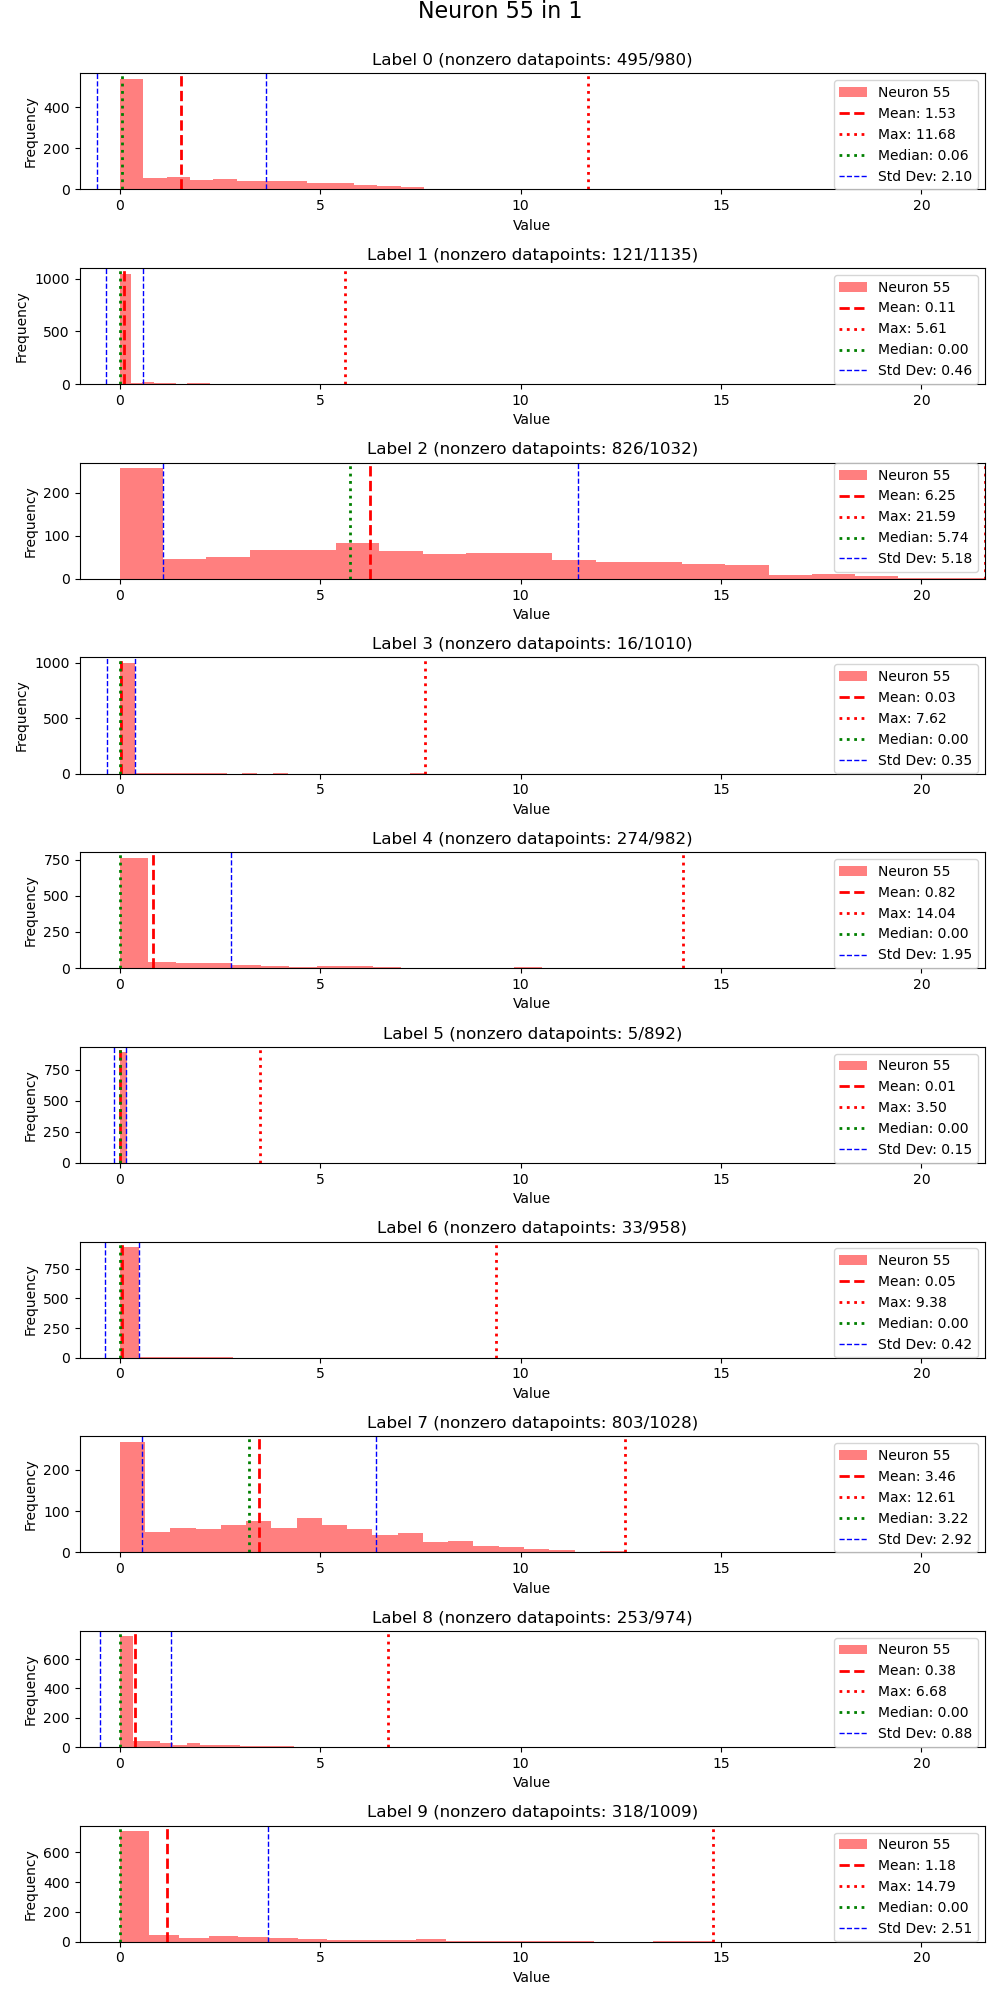 Neuron 55 in 1
Label 0 (nonzero datapoints: 495/980)
Frequency
400
200
0
Neuron 55
Mean: 1.53
Max: 11.68
Median: 0.06
Std Dev: 2.10
0 5 10 15 20
Value
Label 1 (nonzero datapoints: 121/1135)
Frequency
1000
500
0
Neuron 55
Mean: 0.11
Max: 5.61
Median: 0.00
Std Dev: 0.46
0 5 10 15 20
Value
Label 2 (nonzero datapoints: 826/1032)
Frequency
200
100
0
Neuron 55
Mean: 6.25
Max: 21.59
Median: 5.74
Std Dev: 5.18
0 5 10 15 20
Value
Label 3 (nonzero datapoints: 16/1010)
Frequency
1000
500
0
Neuron 55
Mean: 0.03
Max: 7.62
Median: 0.00
Std Dev: 0.35
0 5 10 15 20
Value
Label 4 (nonzero datapoints: 274/982)
Frequency
750
500
250
0
Neuron 55
Mean: 0.82
Max: 14.04
Median: 0.00
Std Dev: 1.95
0 5 10 15 20
Value
Label 5 (nonzero datapoints: 5/892)
Frequency
750
500
250
0
Neuron 55
Mean: 0.01
Max: 3.50
Median: 0.00
Std Dev: 0.15
0 5 10 15 20
Value
Label 6 (nonzero datapoints: 33/958)
Frequency
750
500
250
0
Neuron 55
Mean: 0.05
Max: 9.38
Median: 0.00
Std Dev: 0.42
0 5 10 15 20
Value
Label 7 (nonzero datapoints: 803/1028)
Frequency
200
100
0
Neuron 55
Mean: 3.46
Max: 12.61
Median: 3.22
Std Dev: 2.92
0 5 10 15 20
Value
Label 8 (nonzero datapoints: 253/974)
Frequency
600
400
200
0
Neuron 55
Mean: 0.38
Max: 6.68
Median: 0.00
Std Dev: 0.88
0 5 10 15 20
Value
Label 9 (nonzero datapoints: 318/1009)
Frequency
600
400
200
0
Neuron 55
Mean: 1.18
Max: 14.79
Median: 0.00
Std Dev: 2.51
0 5 10 15 20
Value